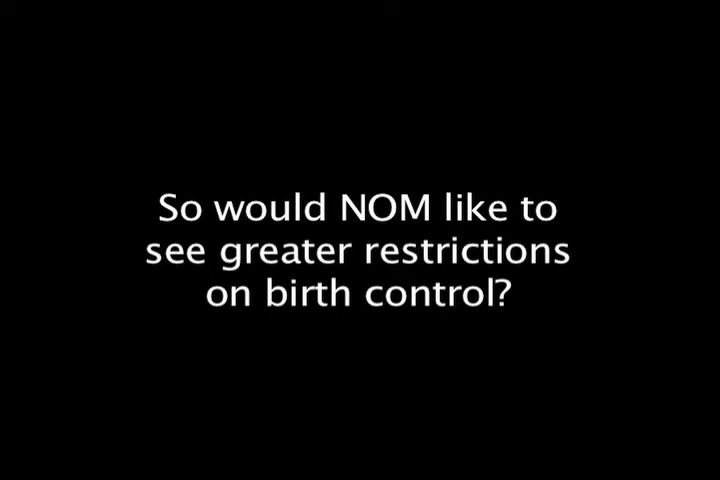 So would NOM like to
see greater restrictions
on birth control?